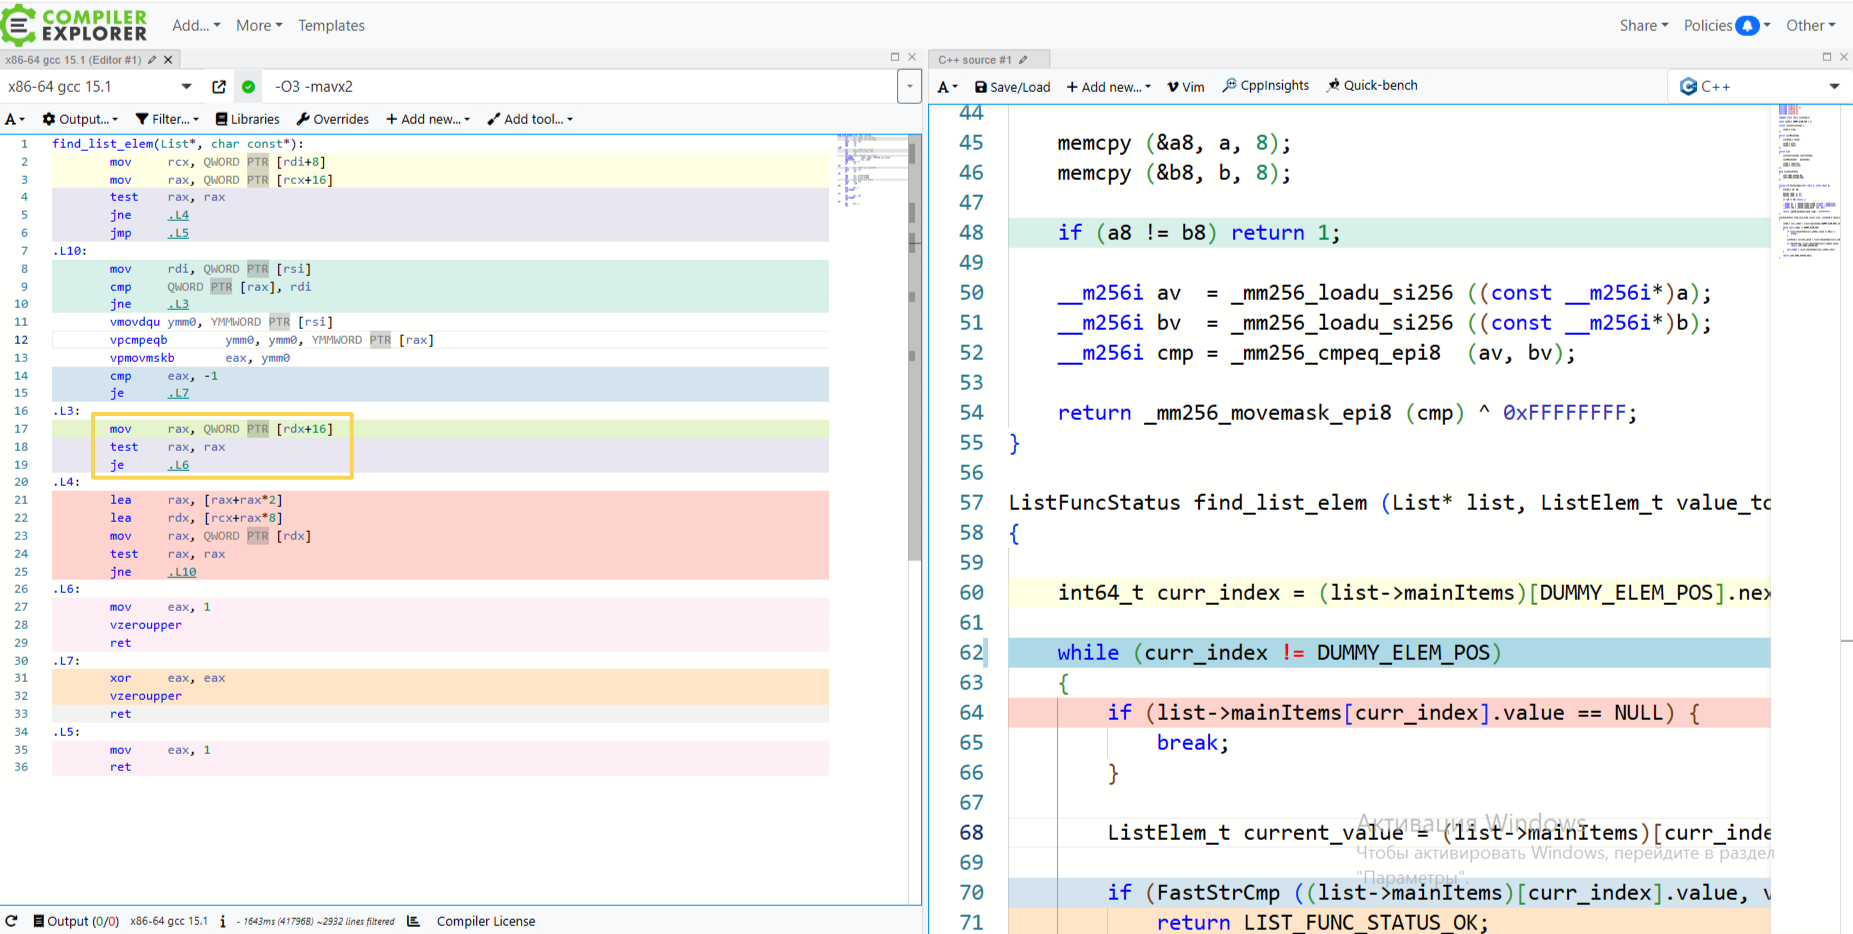 COMPILER EXPLORER
Add... More Templates
Share Policies Other
x86-64 gcc 15.1 (Editor #1)
x86-64 gcc 15.1 -O3 -mavx2
A Output... Filter... Libraries Overrides + Add new... Add tool...
1 find_list_elem(List*, char const*):
2 mov rcx, QWORD PTR [rdi+8]
3 mov rax, QWORD PTR [rcx+16]
4 test rax, rax
5 jne .L4
6 jmp .L5
7 .L10:
8 mov rdi, QWORD PTR [rsi]
9 cmp QWORD PTR [rax], rdi
10 jne .L3
11 vmovdqu ymm0, YMMWORD PTR [rsi]
12 vpcmpeqb ymm0, ymm0, YMMWORD PTR [rax]
13 vpmovmskb eax, ymm0
14 cmp eax, -1
15 je .L7
16 .L3:
17 mov rax, QWORD PTR [rdx+16]
18 test rax, rax
19 je .L6
20 .L4:
21 lea rax, [rax+rax*2]
22 lea rdx, [rcx+rax*8]
23 mov rax, QWORD PTR [rdx]
24 test rax, rax
25 jne .L10
26 .L6:
27 mov eax, 1
28 vzeroupper
29 ret
30 .L7:
31 xor eax, eax
32 vzeroupper
33 ret
34 .L5:
35 mov eax, 1
36 ret
Output (0/0) x86-64 gcc 15.1 i - 1643ms (41796B) ~2932 lines filtered Compiler License
C++ source #1
A Save/Load + Add new... Vim CppInsights Quick-bench C++
44
45 memcpy (&a8, a, 8);
46 memcpy (&b8, b, 8);
47
48 if (a8 != b8) return 1;
49
50 __m256i av = _mm256_loadu_si256 ((const __m256i*)a);
51 __m256i bv = _mm256_loadu_si256 ((const __m256i*)b);
52 __m256i cmp = _mm256_cmpeq_epi8 (av, bv);
53
54 return _mm256_movemask_epi8 (cmp) ^ 0xFFFFFFFF;
55 }
56
57 ListFuncStatus find_list_elem (List* list, ListElem_t value_to
58 {
59
60 int64_t curr_index = (list->mainItems)[DUMMY_ELEM_POS].nex
61
62 while (curr_index != DUMMY_ELEM_POS)
63 {
64 if (list->mainItems[curr_index].value == NULL) {
65 break;
66 }
67
68 ListElem_t current_value = (list->mainItems)[curr_inde
69
70 if (FastStrCmp ((list->mainItems)[curr_index].value, v
71 return LIST_FUNC_STATUS_OK;
Активация Windows
Чтобы активировать Windows, перейдите в раздел
"Параметры".